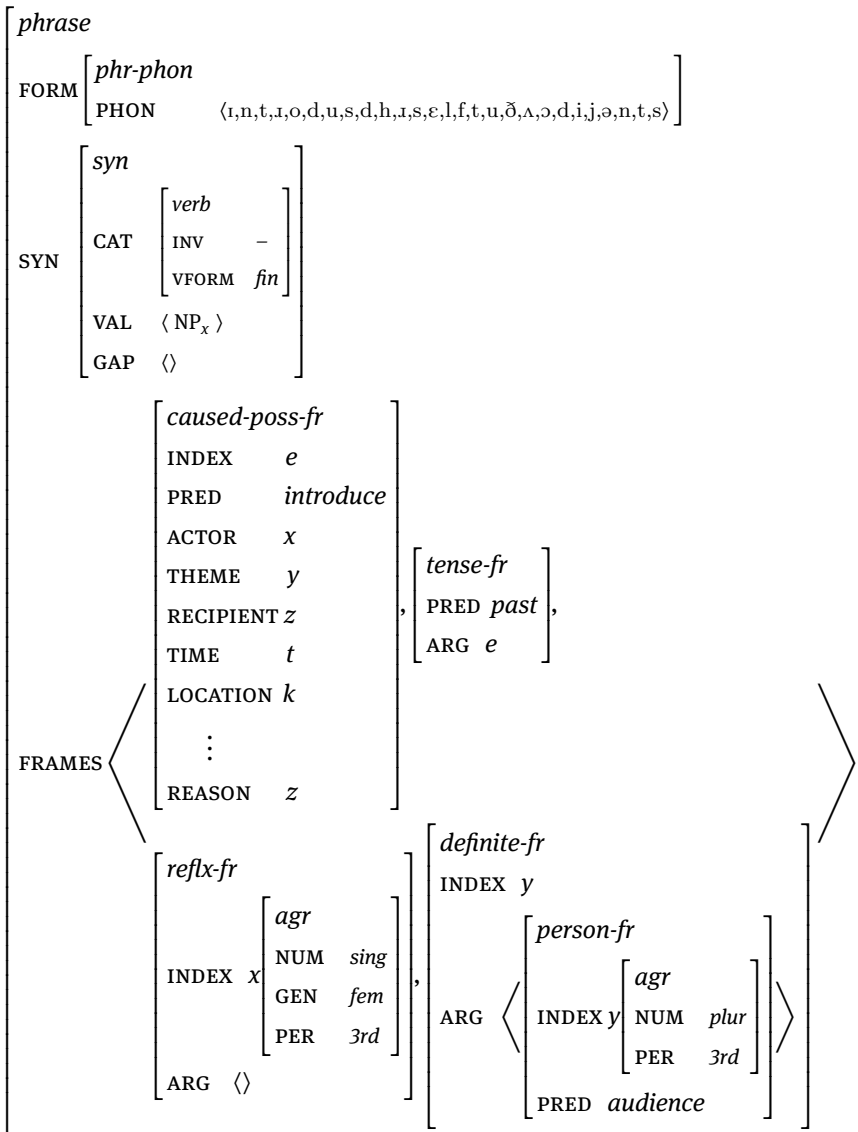 phrase
FORM
phr-phon
PHON ⟨ɪ,n,t,ɹ,o,d,u,s,d,h,ɹ,s,ɛ,l,f,t,u,ð,ʌ,ɔ,d,i,j,ə,n,t,s⟩
SYN
syn
CAT
verb
INV –
VFORM fin
VAL ⟨ NPx ⟩
GAP ⟨⟩
FRAMES
caused-poss-fr
INDEX e
PRED introduce
ACTOR x
THEME y
RECIPIENT z
TIME t
LOCATION k
⋮
REASON z
,
tense-fr
PRED past
ARG e
,
reflx-fr
INDEX x
agr
NUM sing
GEN fem
PER 3rd
ARG ⟨⟩
,
definite-fr
INDEX y
ARG
person-fr
INDEX y
agr
NUM plur
PER 3rd
PRED audience